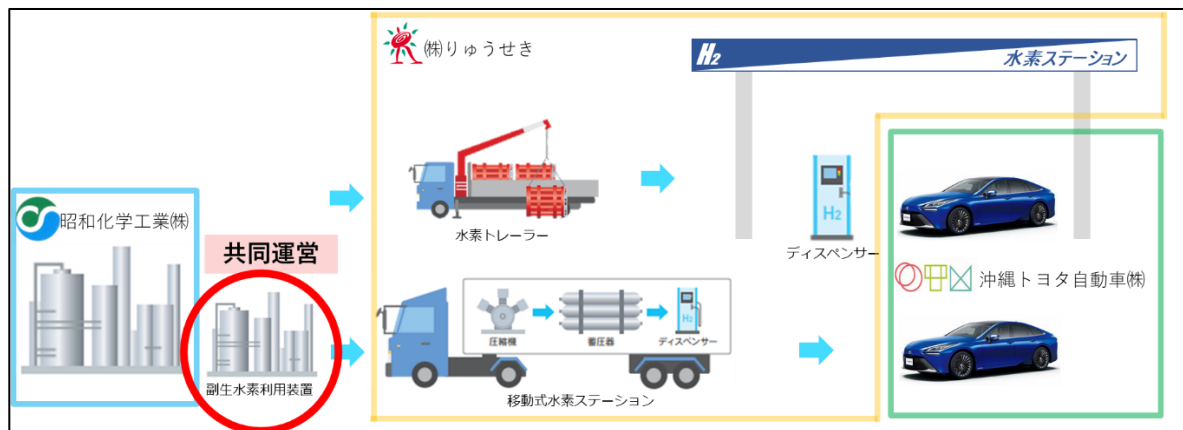 ㈱りゅうせき
H2
水素ステーション
水素トレーラー
H2
ディスペンサー
昭和化学工業㈱
共同運営
副生水素利用装置
圧縮機
蓄圧器
H2
ディスペンサー
移動式水素ステーション
沖縄トヨタ自動車㈱